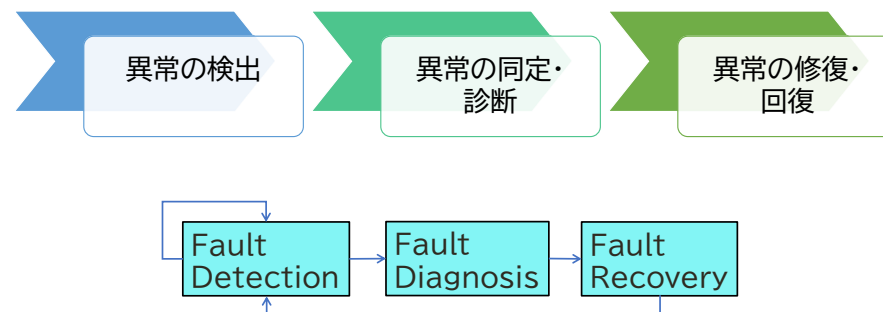 異常の検出
異常の同定・
診断
異常の修復・
回復
Fault
Detection
Fault
Diagnosis
Fault
Recovery